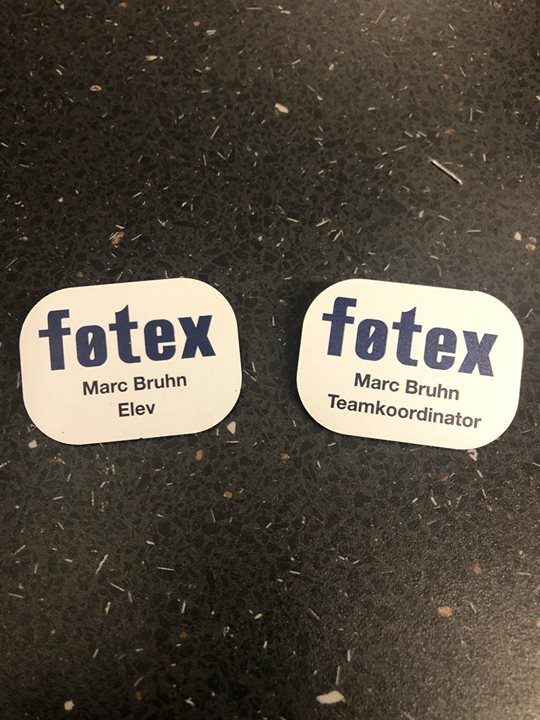 føtex
Marc Bruhn
Elev
føtex
Marc Bruhn
Teamkoordinator